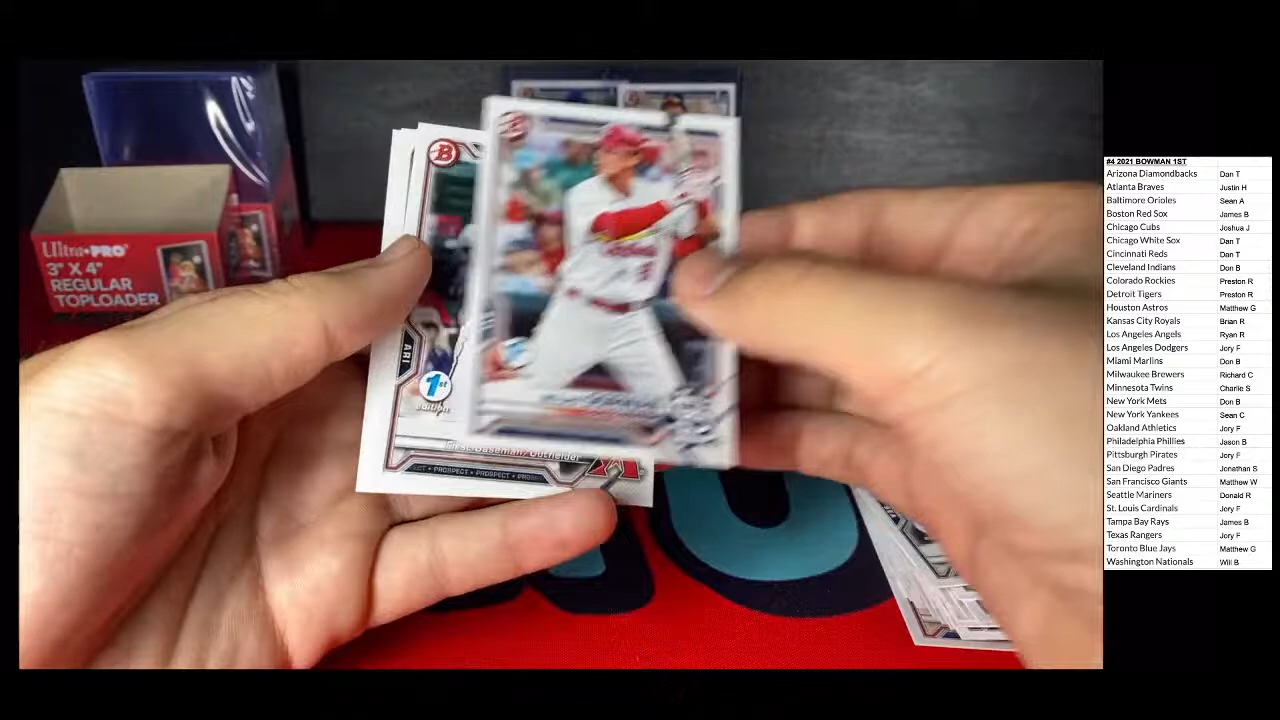 Ultra•PRO
3" X 4"
REGULAR
TOPLOADER
B
ARI
1st
edition
First Baseman/Outfielder
PROSPECT • PROSPECT •
#4 2021 BOWMAN 1ST
Arizona Diamondbacks Dan T
Atlanta Braves Justin H
Baltimore Orioles Sean A
Boston Red Sox James B
Chicago Cubs Joshua J
Chicago White Sox Dan T
Cincinnati Reds Dan T
Cleveland Indians Don B
Colorado Rockies Preston R
Detroit Tigers Preston R
Houston Astros Matthew G
Kansas City Royals Brian R
Los Angeles Angels Ryan R
Los Angeles Dodgers Jory F
Miami Marlins Don B
Milwaukee Brewers Richard C
Minnesota Twins Charlie S
New York Mets Don B
New York Yankees Sean C
Oakland Athletics Jory F
Philadelphia Phillies Jason B
Pittsburgh Pirates Jory F
San Diego Padres Jonathan S
San Francisco Giants Matthew W
Seattle Mariners Donald R
St. Louis Cardinals Jory F
Tampa Bay Rays James B
Texas Rangers Jory F
Toronto Blue Jays Matthew G
Washington Nationals Will B